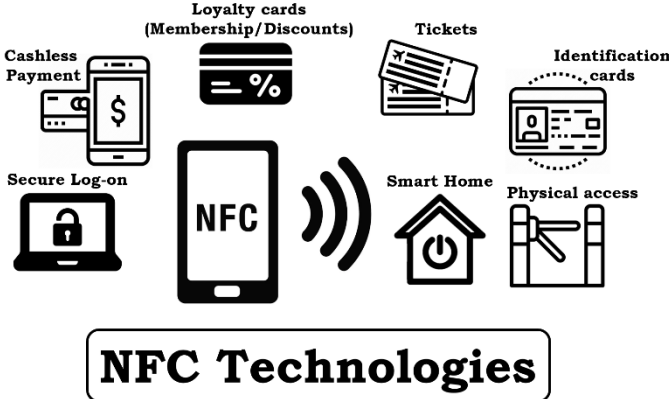 Loyalty cards
(Membership/Discounts)
Tickets
Cashless
Payment
Identification
cards
$
%
Secure Log-on
NFC
Smart Home
Physical access
NFC Technologies